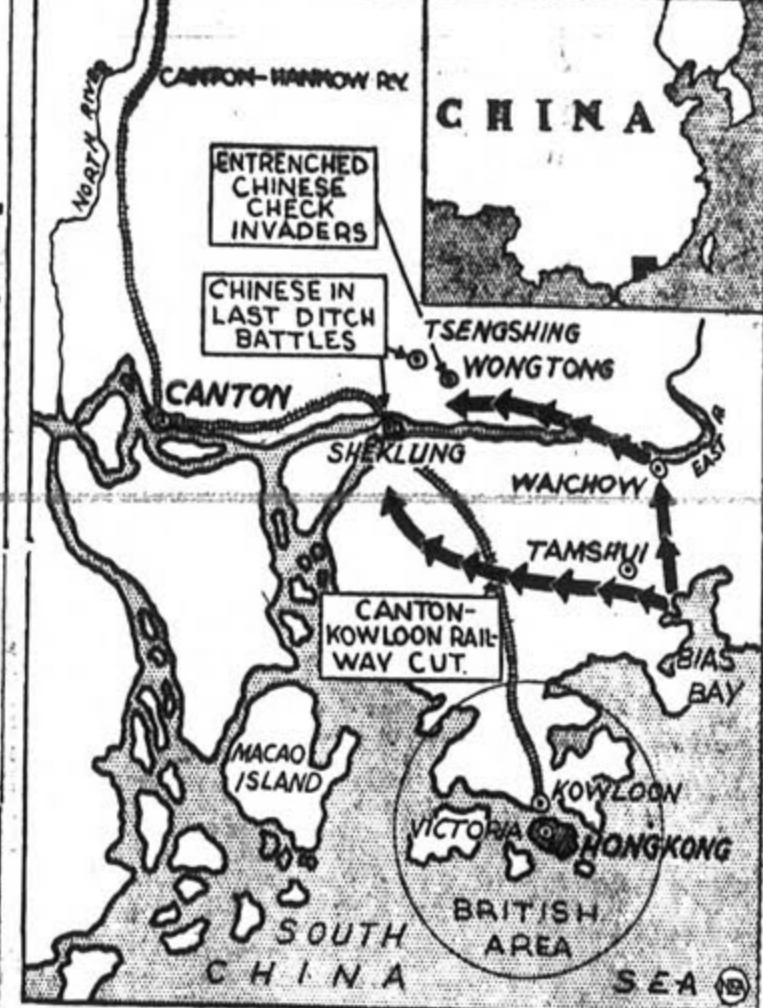 CANTON-HANKOW RY.
NORTH RIVER
CHINA
ENTRENCHED
CHINESE
CHECK
INVADERS
CHINESE IN
LAST DITCH
BATTLES
TSENGSHING
WONGTONG
CANTON
SHEKLUNG
EAST R.
WAICHOW
TAMSHUI
CANTON-
KOWLOON RAIL-
WAY CUT.
BIAS
BAY
MACAO
ISLAND
KOWLOON
VICTORIA
HONGKONG
BRITISH
AREA
SOUTH
CHINA
SEA